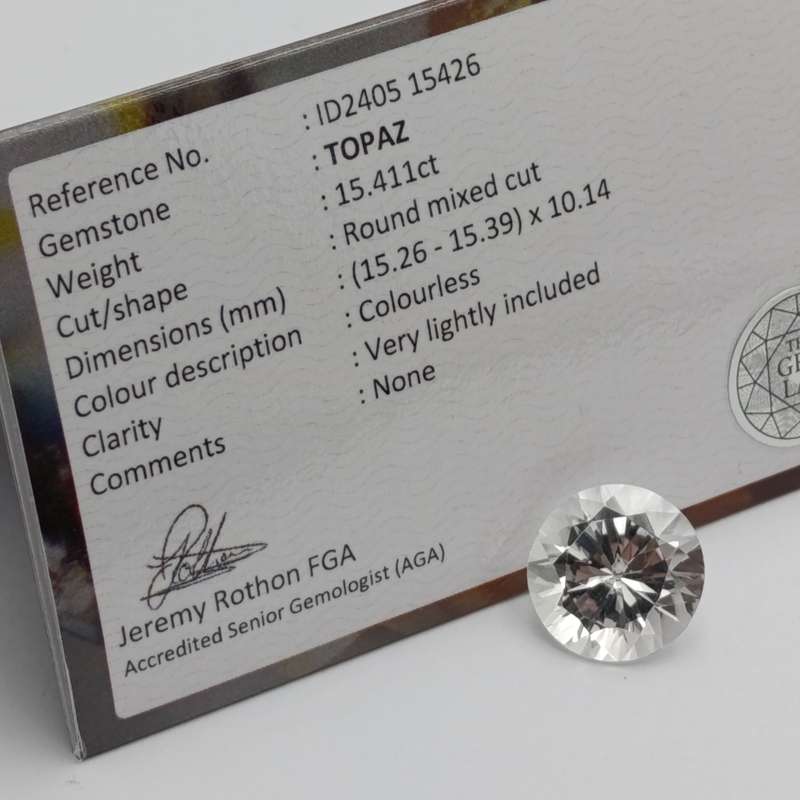 Reference No. : ID2405 15426
Gemstone : TOPAZ
Weight : 15.411ct
Cut/shape : Round mixed cut
Dimensions (mm) : (15.26 - 15.39) x 10.14
Colour description : Colourless
Clarity : Very lightly included
Comments : None
Jeremy Rothon FGA
Accredited Senior Gemologist (AGA)